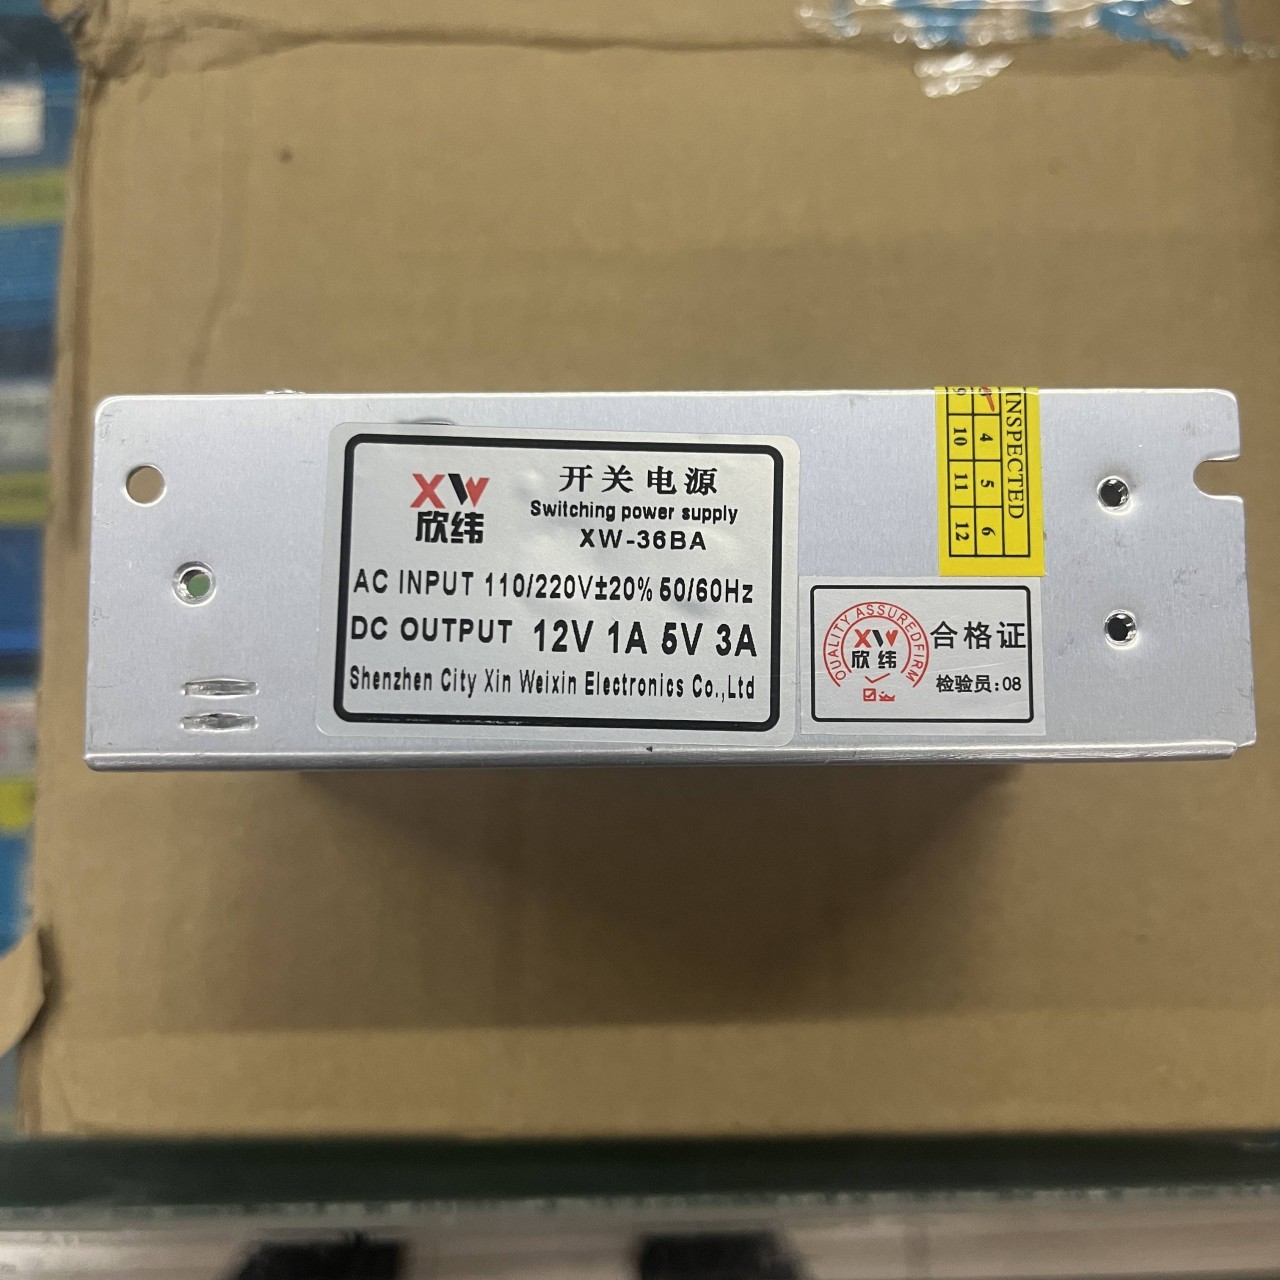 XW
欣纬
开关电源
Switching power supply
XW-36BA
AC INPUT 110/220V±20% 50/60Hz
DC OUTPUT 12V 1A 5V 3A
Shenzhen City Xin Weixin Electronics Co.,Ltd
INSPECTED
4 5 6
9 10 11 12
QUALITY ASSUREDFIRM
XW
欣纬
合格证
检验员:08